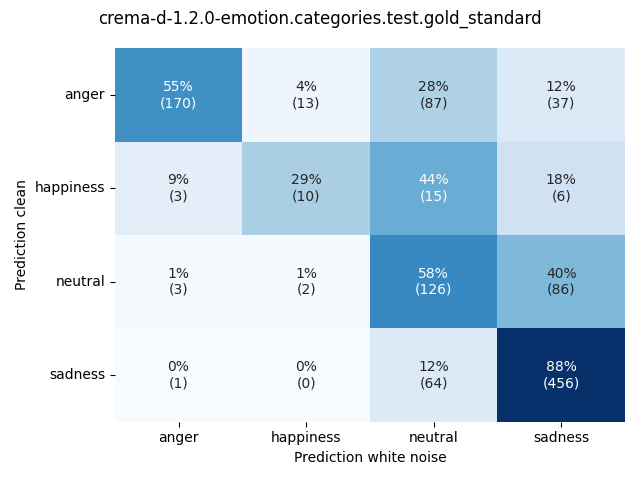 crema-d-1.2.0-emotion.categories.test.gold_standard
anger
55% 4% 28% 12%
(170) (13) (87) (37)
happiness
9% 29% 44% 18%
(3) (10) (15) (6)
neutral
1% 1% 58% 40%
(3) (2) (126) (86)
sadness
0% 0% 12% 88%
(1) (0) (64) (456)
Prediction clean
anger happiness neutral sadness
Prediction white noise